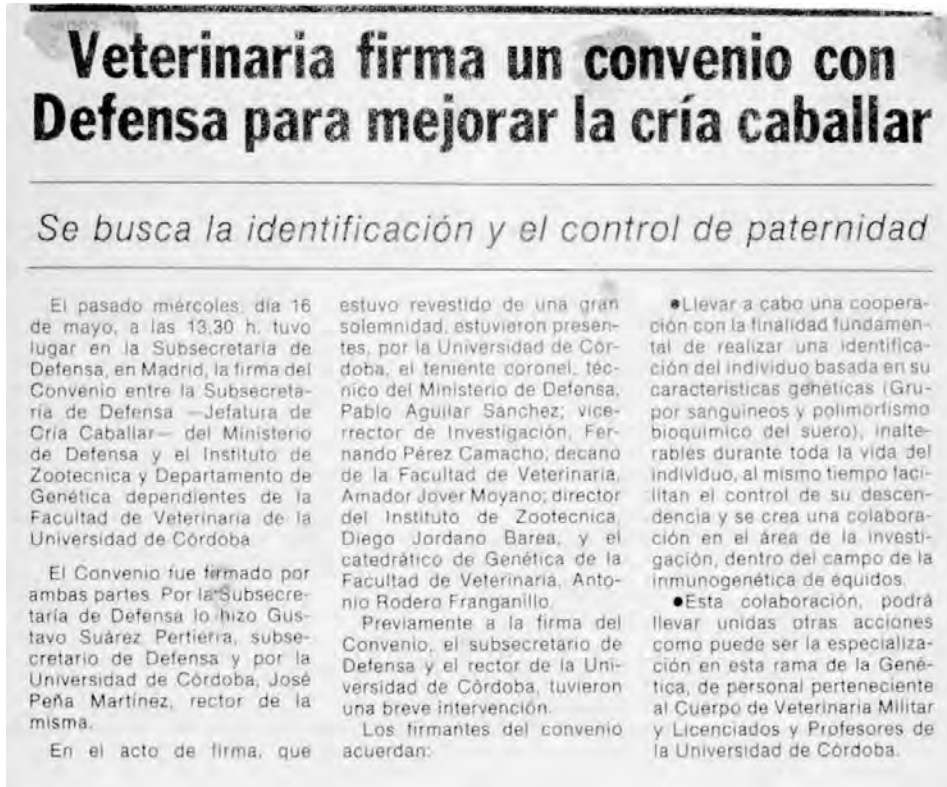 Veterinaria firma un convenio con
Defensa para mejorar la cría caballar
Se busca la identificación y el control de paternidad
El pasado miércoles, día 16
de mayo, a las 13,30 h. tuvo
lugar en la Subsecretaría de
Defensa, en Madrid, la firma del
Convenio entre la Subsecreta-
ría de Defensa —Jefatura de
Cría Caballar— del Ministerio
de Defensa y el Instituto de
Zootecnica y Departamento de
Genética dependientes de la
Facultad de Veterinaria de la
Universidad de Córdoba.
El Convenio fue firmado por
ambas partes. Por la Subsecre-
taría de Defensa lo hizo Gus-
tavo Suárez Pertierra, subse-
cretario de Defensa y por la
Universidad de Córdoba, José
Peña Martínez, rector de la
misma.
En el acto de firma, que
estuvo revestido de una gran
solemnidad, estuvieron presen-
tes, por la Universidad de Cór-
doba, el teniente coronel, téc-
nico del Ministerio de Defensa,
Pablo Aguilar Sánchez; vice-
rrector de Investigación, Fer-
nando Pérez Camacho; decano
de la Facultad de Veterinaria,
Amador Jover Moyano; director
del Instituto de Zootecnica,
Diego Jordano Barea, y el
catedrático de Genética de la
Facultad de Veterinaria, Anto-
nio Rodero Franganillo.
Previamente a la firma del
Convenio, el subsecretario de
Defensa y el rector de la Uni-
versidad de Córdoba, tuvieron
una breve intervención.
Los firmantes del convenio
acuerdan:
●Llevar a cabo una coopera-
ción con la finalidad fundamen-
tal de realizar una identifica-
ción del individuo basada en su
características genéticas (Gru-
por sanguíneos y polimorfismo
bioquímico del suero), inalte-
rables durante toda la vida del
individuo, al mismo tiempo faci-
litan el control de su descen-
dencia y se crea una colabora-
ción en el área de la investi-
gación, dentro del campo de la
inmunogenética de équidos.
●Esta colaboración, podrá
llevar unidas otras acciones
como puede ser la especializa-
ción en esta rama de la Gené-
tica, de personal perteneciente
al Cuerpo de Veterinaria Militar
y Licenciados y Profesores de
la Universidad de Córdoba.